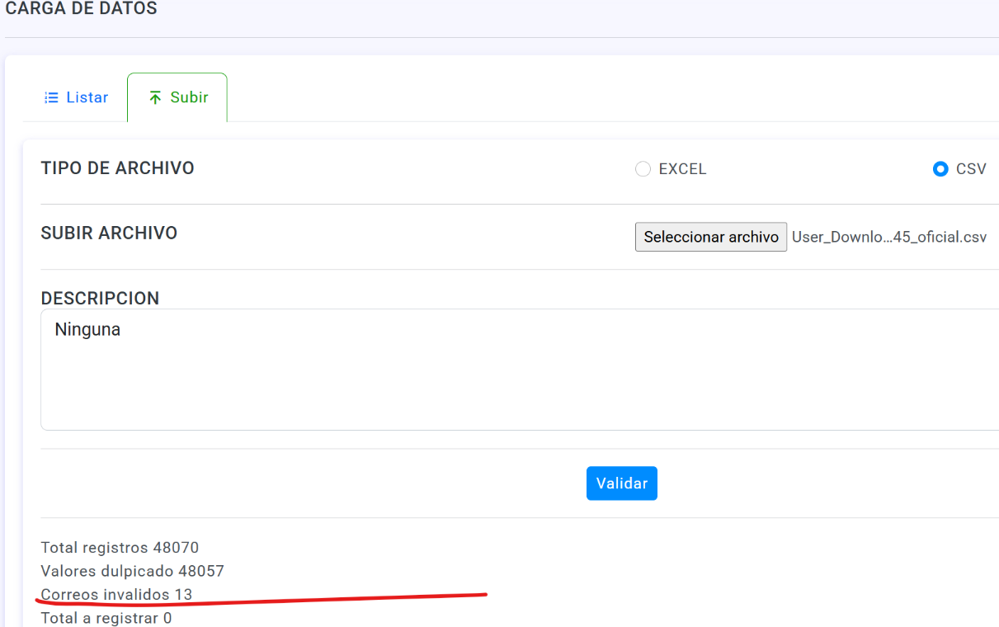 CARGA DE DATOS
Listar
Subir
TIPO DE ARCHIVO
EXCEL
CSV
SUBIR ARCHIVO
Seleccionar archivo User_Downlo...45_oficial.csv
DESCRIPCION
Ninguna
Validar
Total registros 48070
Valores dulpicado 48057
Correos invalidos 13
Total a registrar 0